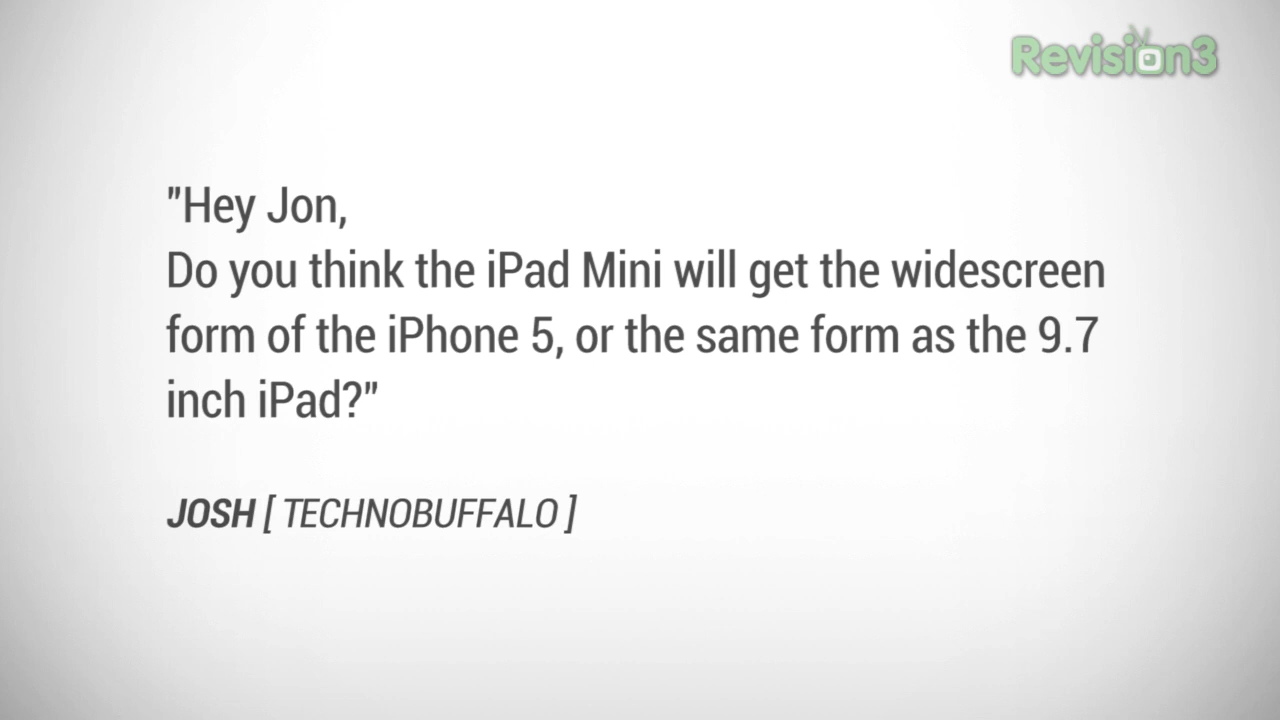 Revision3
"Hey Jon,
Do you think the iPad Mini will get the widescreen
form of the iPhone 5, or the same form as the 9.7
inch iPad?"
JOSH [ TECHNOBUFFALO ]